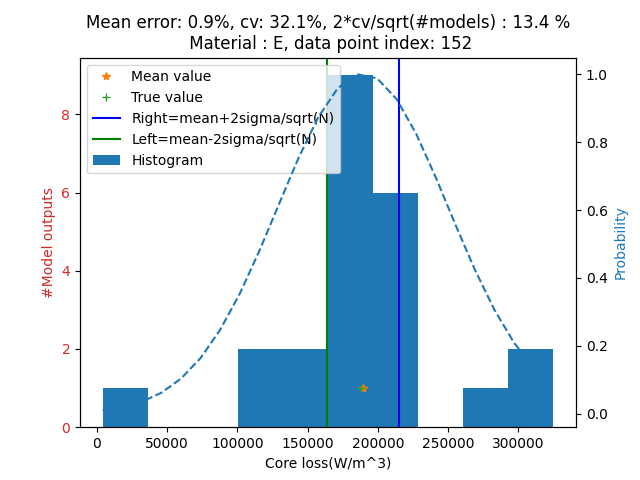 Mean error: 0.9%, cv: 32.1%, 2*cv/sqrt(#models) : 13.4 %
Material : E, data point index: 152
Mean value
True value
Right=mean+2sigma/sqrt(N)
Left=mean-2sigma/sqrt(N)
Histogram
#Model outputs
8
6
4
2
0
1.0
0.8
0.6
0.4
0.2
0.0
Probability
0 50000 100000 150000 200000 250000 300000
Core loss(W/m^3)